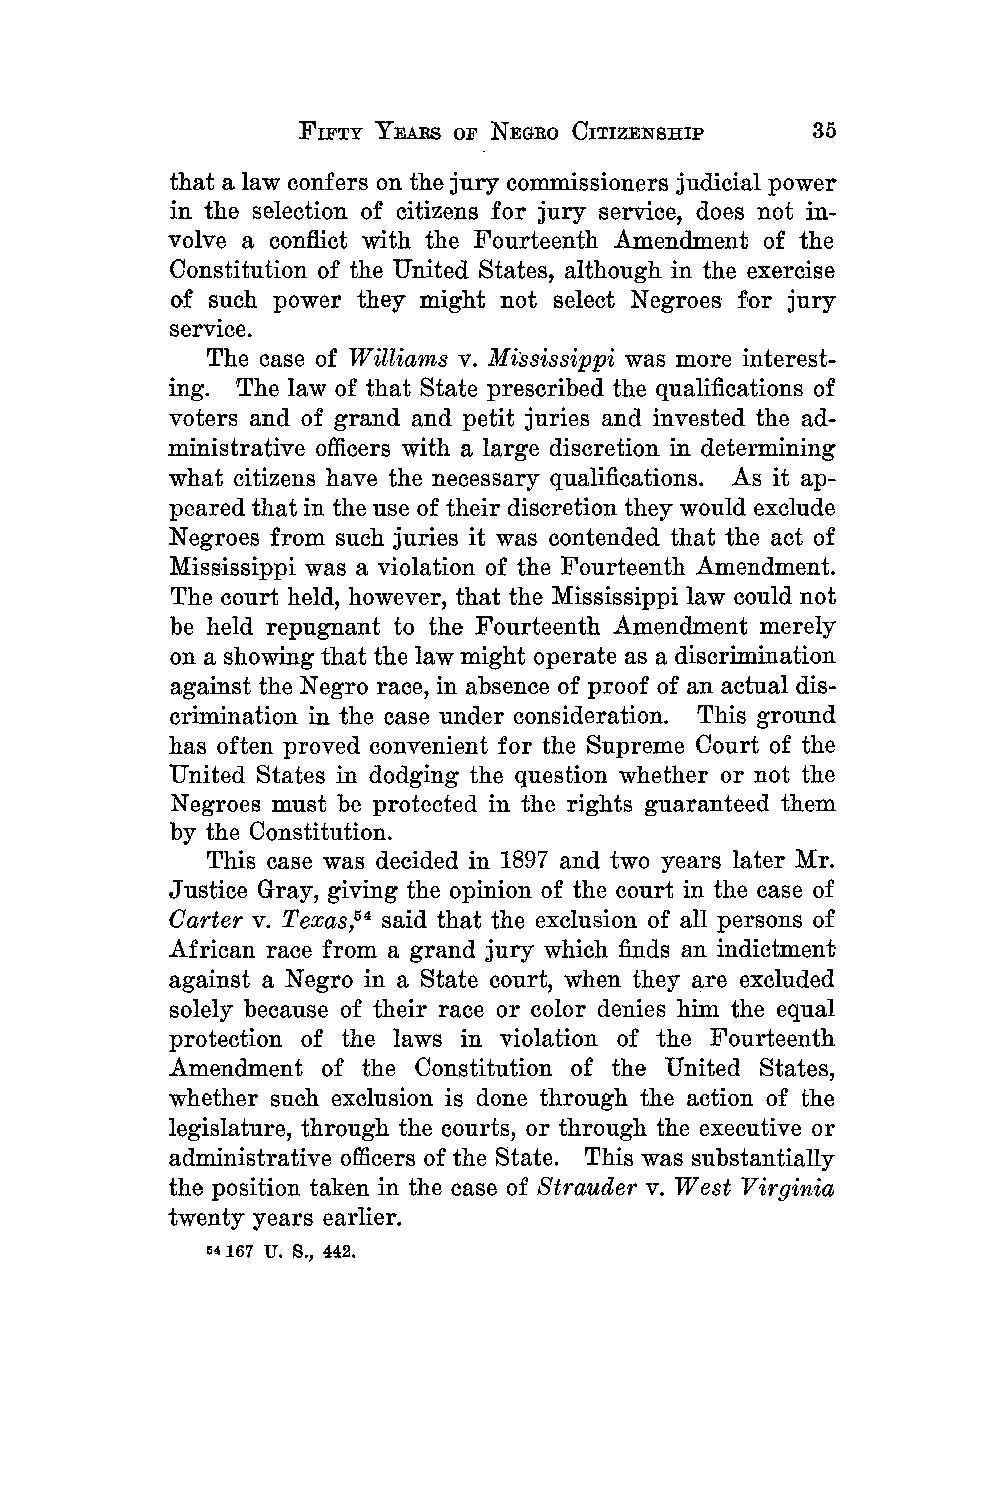 FIFTY YEARS OF NEGRO CITIZENSHIP 35
that a law confers on the jury commissioners judicial power
in the selection of citizens for jury service, does not in-
volve a conflict with the Fourteenth Amendment of the
Constitution of the United States, although in the exercise
of such power they might not select Negroes for jury
service.
The case of Williams v. Mississippi was more interest-
ing. The law of that State prescribed the qualifications of
voters and of grand and petit juries and invested the ad-
ministrative officers with a large discretion in determining
what citizens have the necessary qualifications. As it ap-
peared that in the use of their discretion they would exclude
Negroes from such juries it was contended that the act of
Mississippi was a violation of the Fourteenth Amendment.
The court held, however, that the Mississippi law could not
be held repugnant to the Fourteenth Amendment merely
on a showing that the law might operate as a discrimination
against the Negro race, in absence of proof of an actual dis-
crimination in the case under consideration. This ground
has often proved convenient for the Supreme Court of the
United States in dodging the question whether or not the
Negroes must be protected in the rights guaranteed them
by the Constitution.
This case was decided in 1897 and two years later Mr.
Justice Gray, giving the opinion of the court in the case of
Carter v. Texas,⁵⁴ said that the exclusion of all persons of
African race from a grand jury which finds an indictment
against a Negro in a State court, when they are excluded
solely because of their race or color denies him the equal
protection of the laws in violation of the Fourteenth
Amendment of the Constitution of the United States,
whether such exclusion is done through the action of the
legislature, through the courts, or through the executive or
administrative officers of the State. This was substantially
the position taken in the case of Strauder v. West Virginia
twenty years earlier.
⁵⁴ 167 U. S., 442.